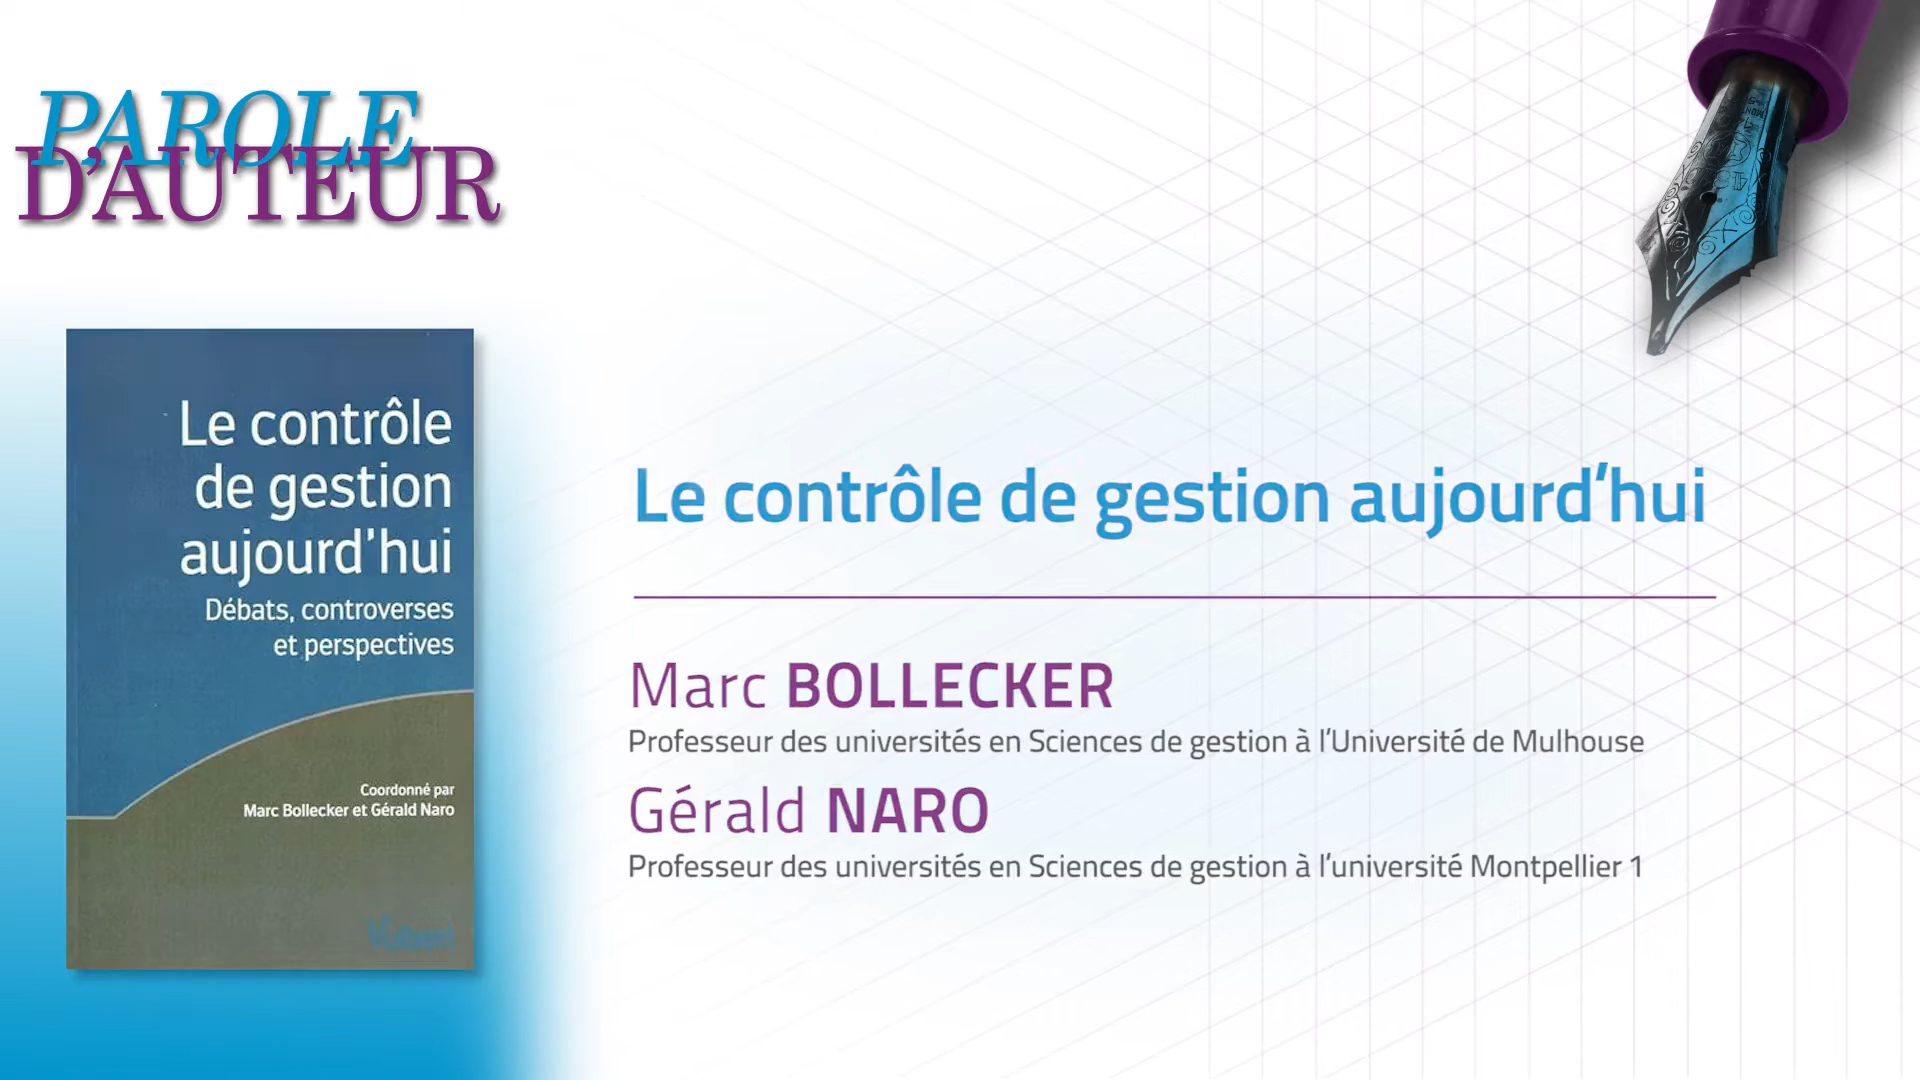 PAROLE
D'AUTEUR
Le contrôle
de gestion
aujourd'hui
Débats, controverses
et perspectives
Coordonné par
Marc Bollecker et Gérald Naro
Vuibert
Le contrôle de gestion aujourd'hui
Marc BOLLECKER
Professeur des universités en Sciences de gestion à l'Université de Mulhouse
Gérald NARO
Professeur des universités en Sciences de gestion à l'université Montpellier 1